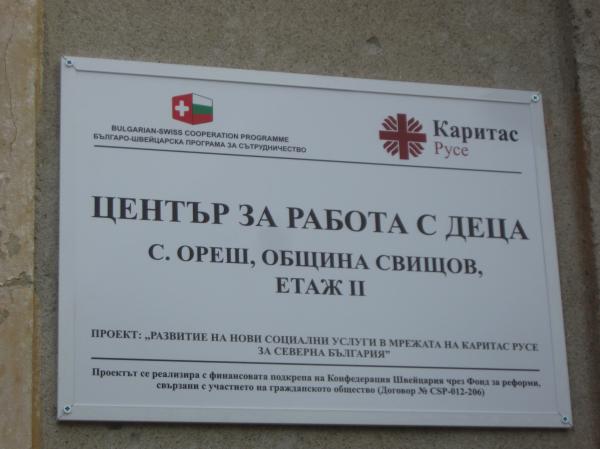 BULGARIAN-SWISS COOPERATION PROGRAMME
БЪЛГАРО-ШВЕЙЦАРСКА ПРОГРАМА ЗА СЪТРУДНИЧЕСТВО
Каритас
Русе
ЦЕНТЪР ЗА РАБОТА С ДЕЦА
С. ОРЕШ, ОБЩИНА СВИЩОВ,
ЕТАЖ II
ПРОЕКТ: „РАЗВИТИЕ НА НОВИ СОЦИАЛНИ УСЛУГИ В МРЕЖАТА НА КАРИТАС РУСЕ
ЗА СЕВЕРНА БЪЛГАРИЯ"
Проектът се реализира с финансовата подкрепа на Конфедерация Швейцария чрез Фонд за реформи,
свързани с участието на гражданското общество (Договор № CSP-012-206)